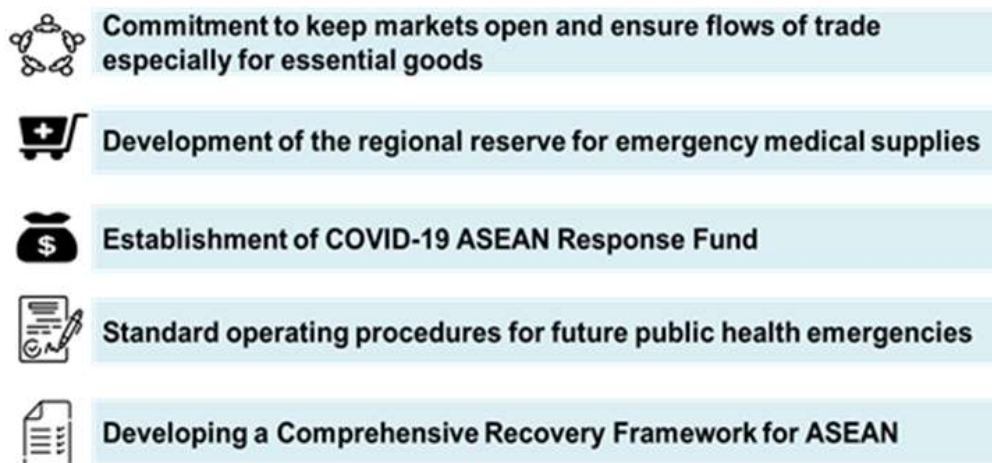 Commitment to keep markets open and ensure flows of trade
especially for essential goods
Development of the regional reserve for emergency medical supplies
$
Establishment of COVID-19 ASEAN Response Fund
Standard operating procedures for future public health emergencies
Developing a Comprehensive Recovery Framework for ASEAN